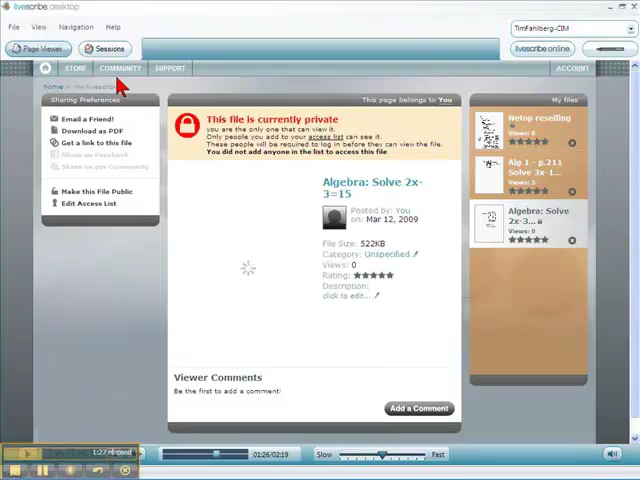 livescribe desktop
File View Navigation Help
TimFahlberg-CIM
Page Viewer Sessions
livescribe online
STORE COMMUNITY SUPPORT ACCOUNT
home » my livescribe
Sharing Preferences
Email a Friend!
Download as PDF
Get a link to this file
Share on Facebook
Share on my Community
Make this File Public
Edit Access List
This page belongs to You
This file is currently private
you are the only one that can view it.
Only people you add to your access list can see it.
These people will be required to log in before they can view the file.
You did not add anyone in the list to access this file
Algebra: Solve 2x-
3=15
Posted by: You
on: Mar 12, 2009
File Size: 522KB
Category: Unspecified
Views: 0
Rating:
Description:
click to edit...
Viewer Comments
Be the first to add a comment!
Add a Comment
My files
Netop reselling
Views: 0
Alg 1 - p.211
Solve 3x-1...
Views: 3
Algebra: Solve
2x-3...
Views: 0
1:27 elapsed
01:26/02:19
Slow Fast